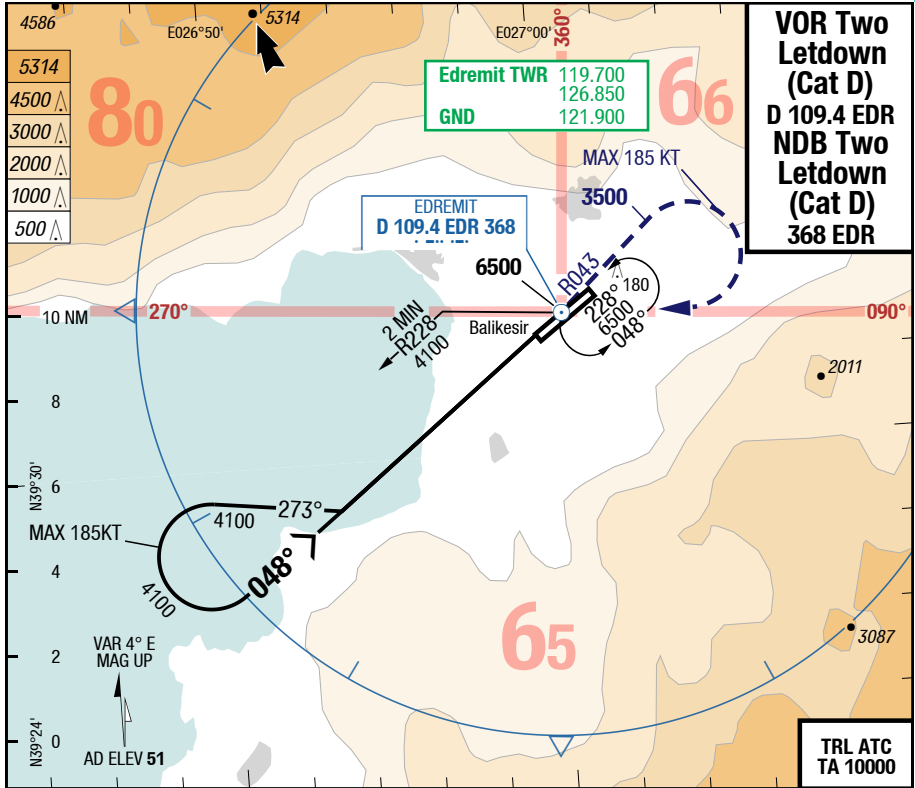 4586
5314
E026°50'
E027°00'
360°
VOR Two
Letdown
(Cat D)
D 109.4 EDR
NDB Two
Letdown
(Cat D)
368 EDR
5314
4500
3000
2000
1000
500
80
Edremit TWR 119.700
126.850
GND 121.900
66
MAX 185 KT
3500
EDREMIT
D 109.4 EDR 368
6500
R043
180
228°
6500
048°
10 NM
270°
090°
2 MIN
R228
4100
Balikesir
2011
8
N39°30'
6
4100
273°
MAX 185KT
048°
4
4100
65
3087
VAR 4° E
MAG UP
2
N39°24'
0
AD ELEV 51
TRL ATC
TA 10000